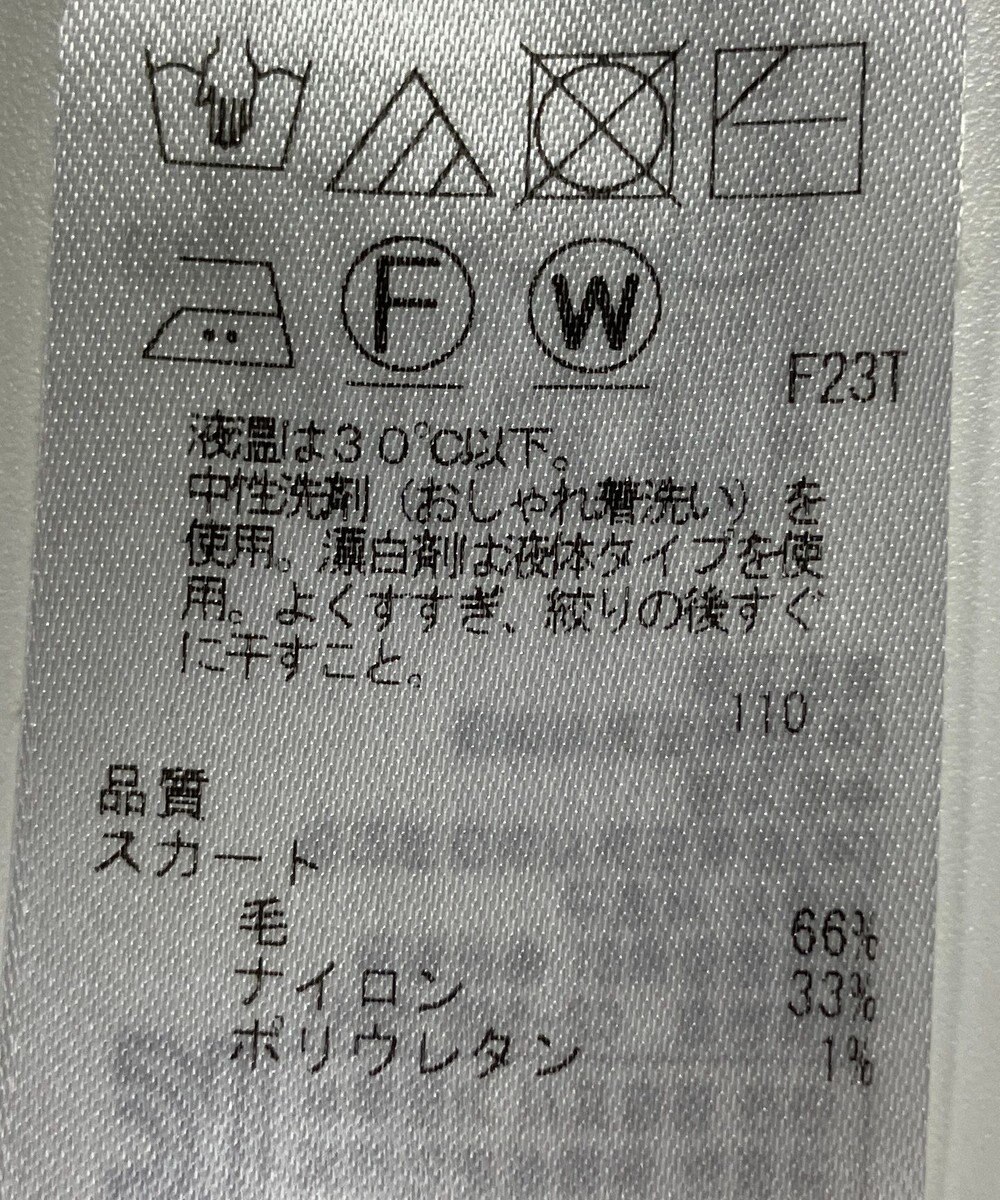 F
W
F23T
液温は30℃以下。
中性洗剤（おしゃれ着洗い）を
使用。漂白剤は液体タイプを使
用。よくすすぎ、絞りの後すぐ
に干すこと。
110
品質
スカート
毛 66%
ナイロン 33%
ポリウレタン 1%